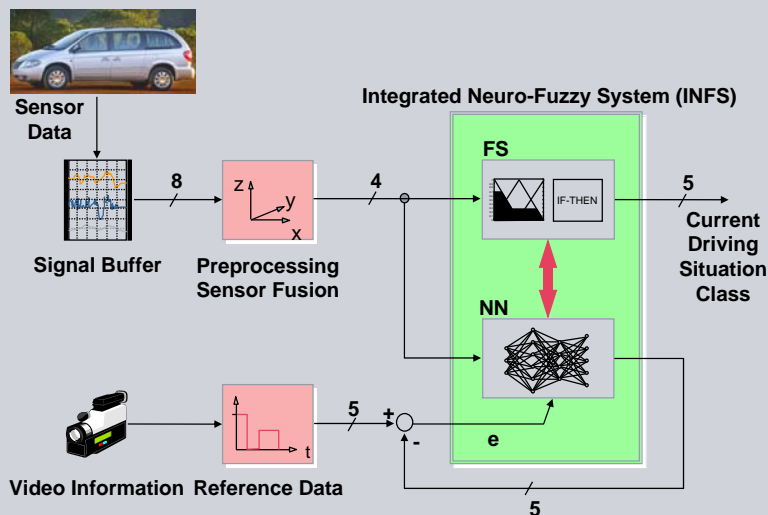 Integrated Neuro-Fuzzy System (INFS)
Sensor
Data
FS
8
4
5
z
y
x
IF-THEN
Signal Buffer
Preprocessing
Sensor Fusion
Current
Driving
Situation
Class
NN
5
+
-
e
t
Video Information
Reference Data
5